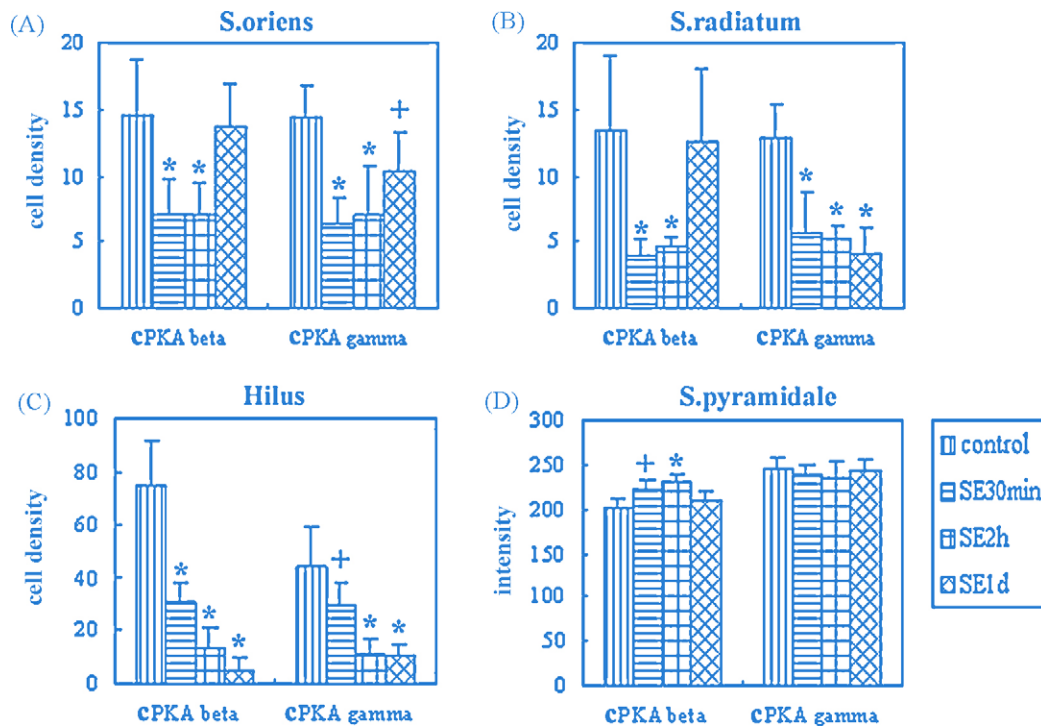 (A) S.oriens
20
15
10
5
0
cell density
* * * * +
cPKA beta cPKA gamma
(B) S.radiatum
20
15
10
5
0
cell density
* * * * *
cPKA beta cPKA gamma
(C) Hilus
100
80
60
40
20
0
cell density
* * * + * *
cPKA beta cPKA gamma
(D) S.pyramidale
300
250
200
150
100
50
0
intensity
+ *
cPKA beta cPKA gamma
control
SE30min
SE2h
SE1d